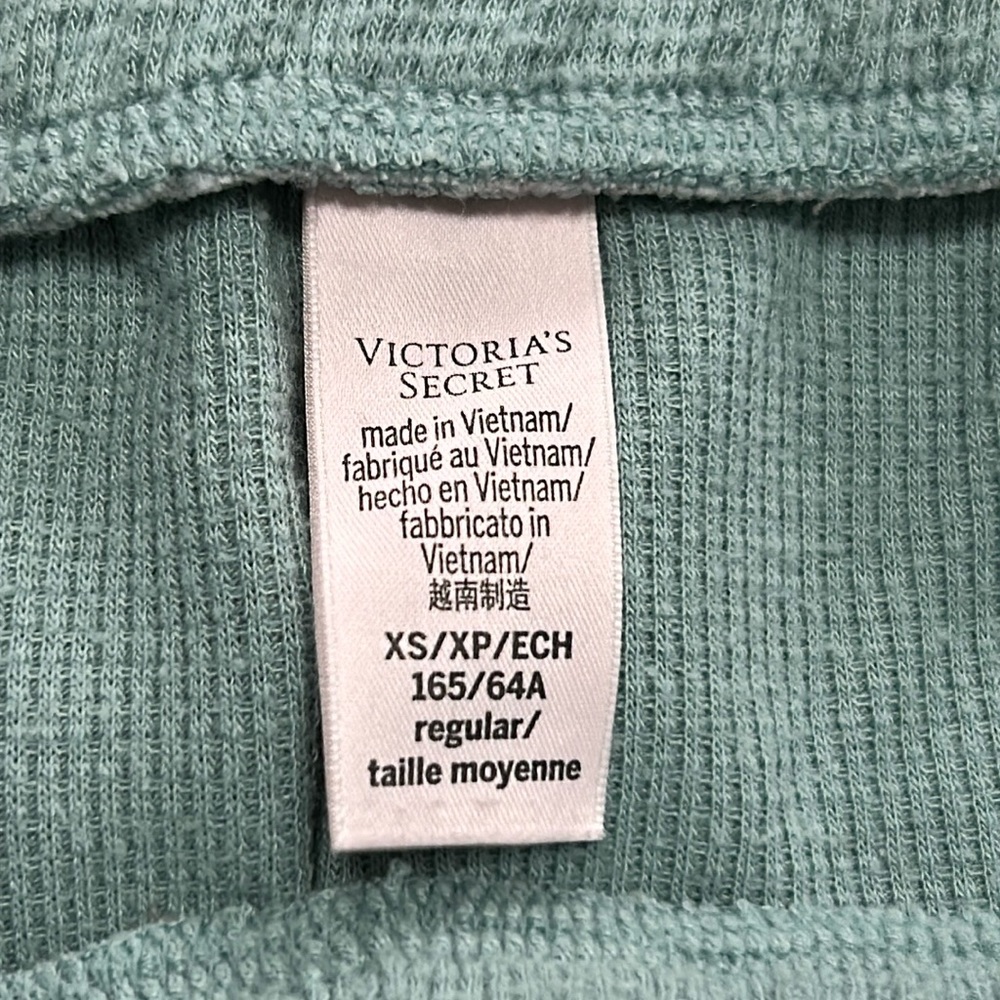 VICTORIA'S
SECRET
made in Vietnam/
fabriqué au Vietnam/
hecho en Vietnam/
fabbricato in
Vietnam/
越南制造
XS/XP/ECH
165/64A
regular/
taille moyenne